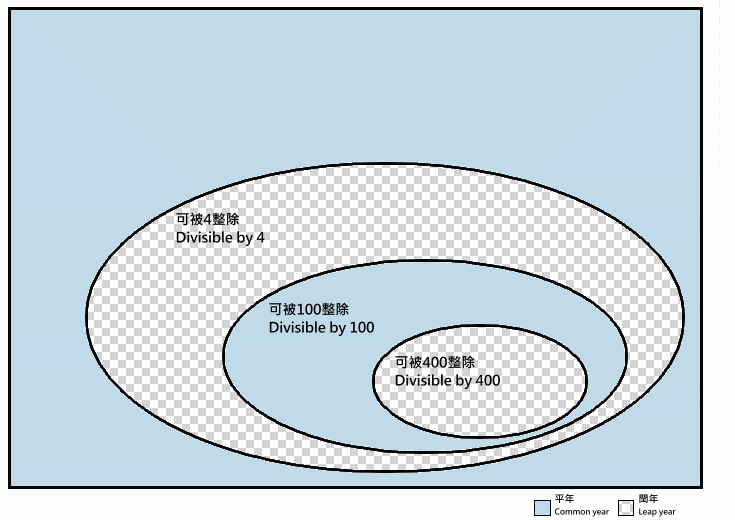 可被4整除
Divisible by 4
可被100整除
Divisible by 100
可被400整除
Divisible by 400
平年
Common year
閏年
Leap year